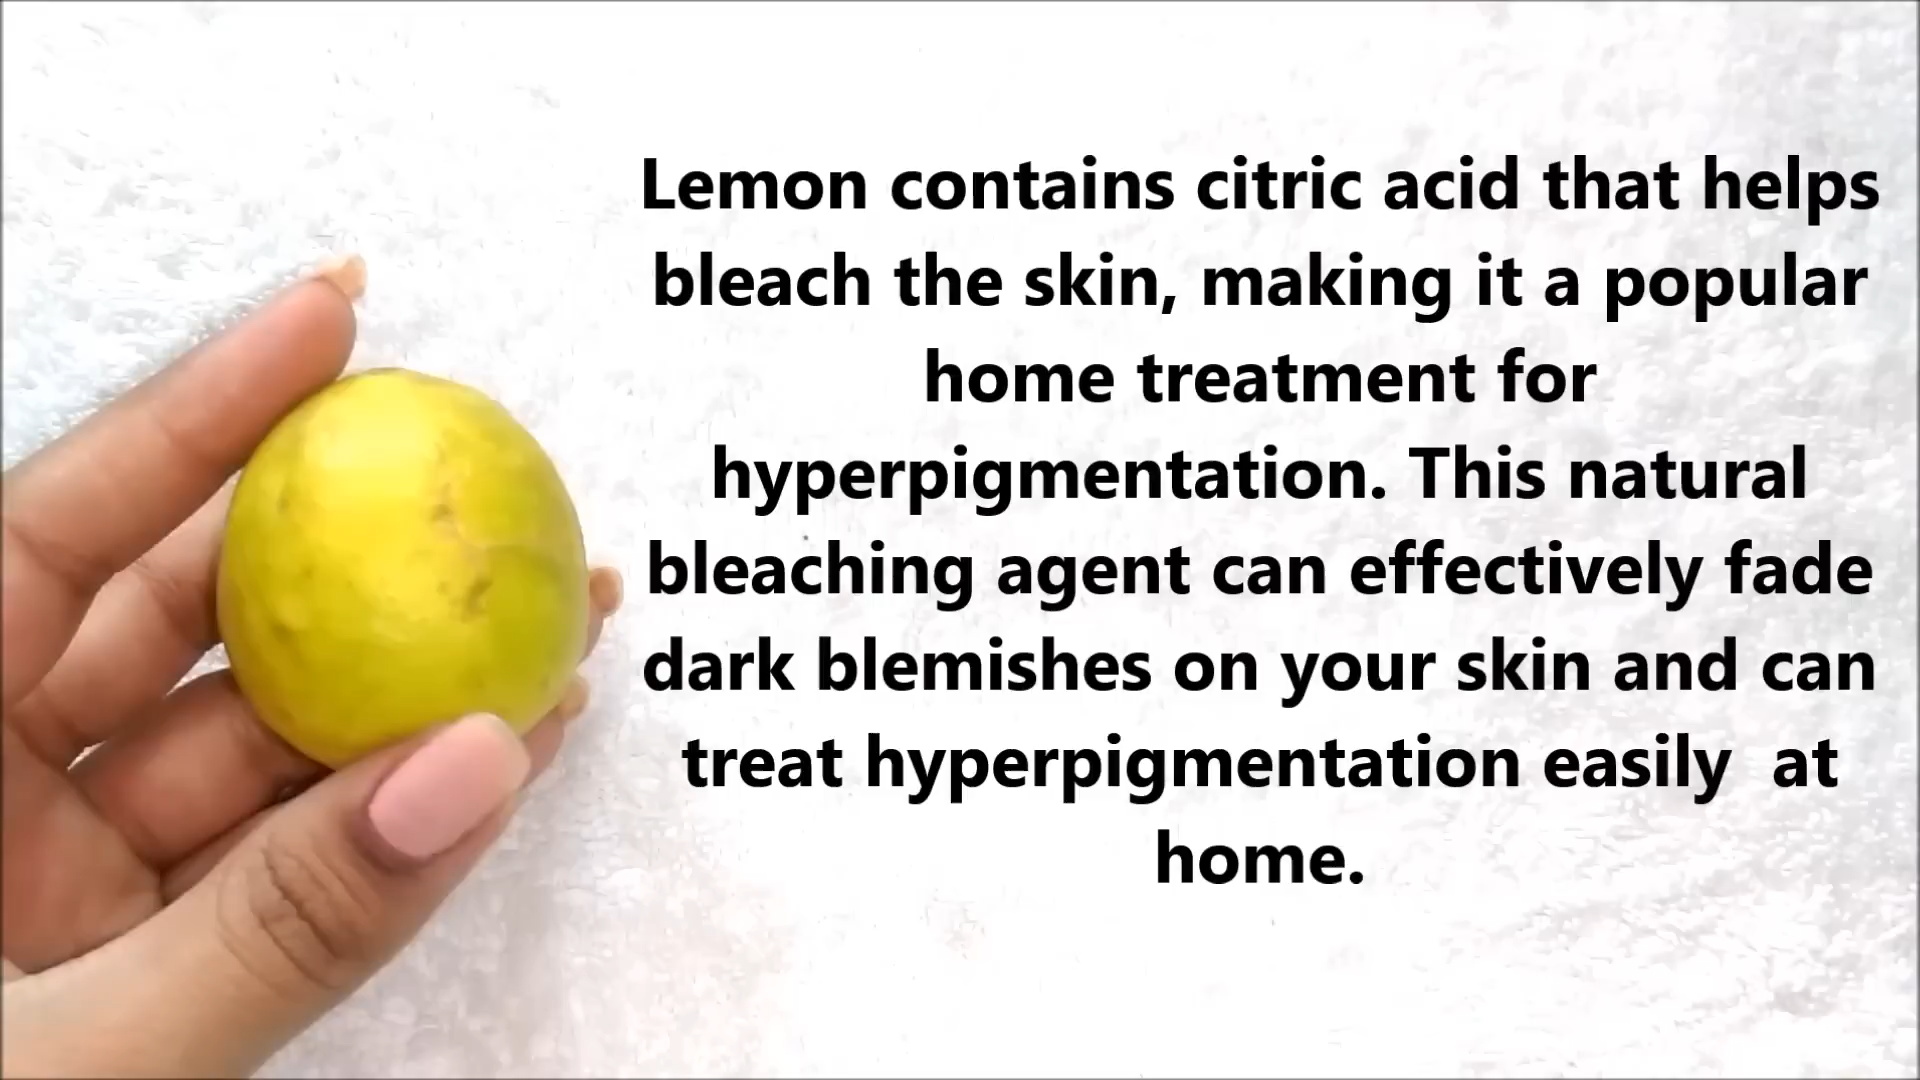 Lemon contains citric acid that helps
bleach the skin, making it a popular
home treatment for
hyperpigmentation. This natural
bleaching agent can effectively fade
dark blemishes on your skin and can
treat hyperpigmentation easily  at
home.